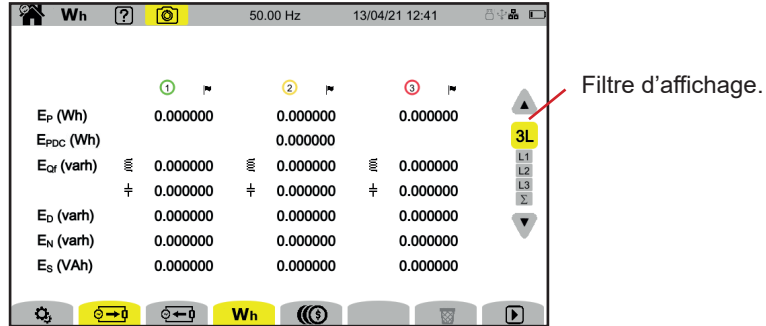 Wh ? 50.00 Hz 13/04/21 12:41
Filtre d'affichage.
1 2 3
EP (Wh) 0.000000 0.000000 0.000000
3L
EPDC (Wh) 0.000000
L1
EQf (varh) 0.000000 0.000000 0.000000
L2
L3
0.000000 0.000000 0.000000
Σ
ED (varh) 0.000000 0.000000 0.000000
EN (varh) 0.000000 0.000000 0.000000
ES (VAh) 0.000000 0.000000 0.000000
Wh $